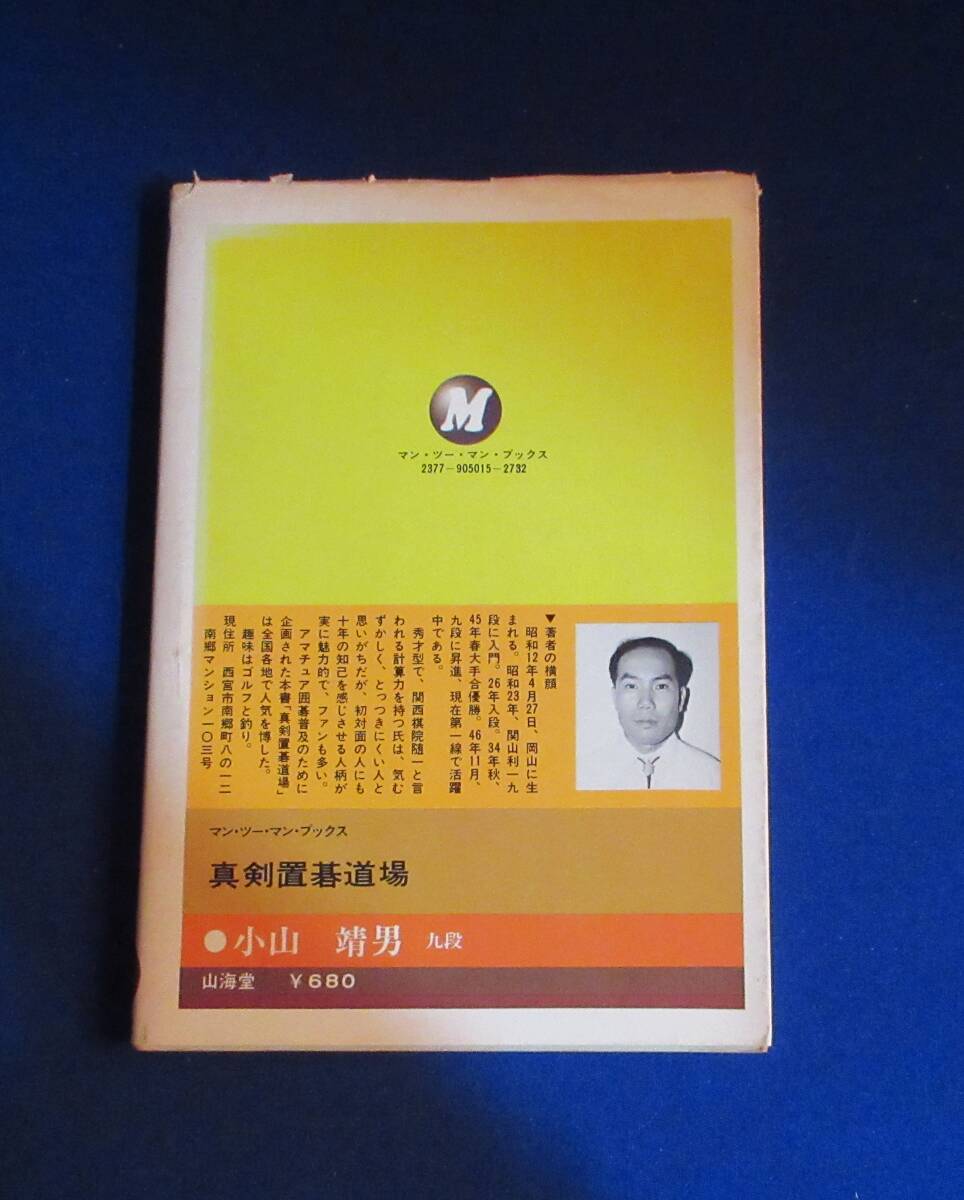 M
マン・ツー・マン・ブックス
2377-905015-2732
▼著者の横顔
昭和12年4月27日、岡山に生
まれる。昭和23年、関山利一九
段に入門。26年入段。34年秋、
45年春大手合優勝。46年11月、
九段に昇進、現在第一線で活躍
中である。
秀才型で、関西棋院随一と言
われる計算力を持つ氏は、気む
ずかしく、とっつきにくい人と
思いがちだが、初対面の人にも
十年の知己を感じさせる人柄が
実に魅力的で、ファンも多い。
アマチュア囲碁普及のために
企画された本書「真剣置碁道場」
は全国各地で人気を博した。
趣味はゴルフと釣り。
現住所 西宮市南郷町八の一二
南郷マンション一〇三号
マン・ツー・マン・ブックス
真剣置碁道場
●小山 靖男 九段
山海堂 ¥680